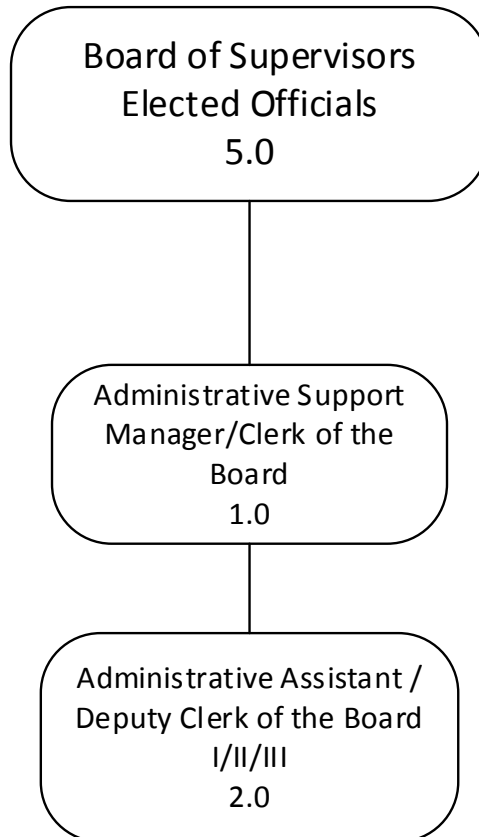 Board of Supervisors
Elected Officials
5.0
Administrative Support
Manager/Clerk of the
Board
1.0
Administrative Assistant /
Deputy Clerk of the Board
I/II/III
2.0